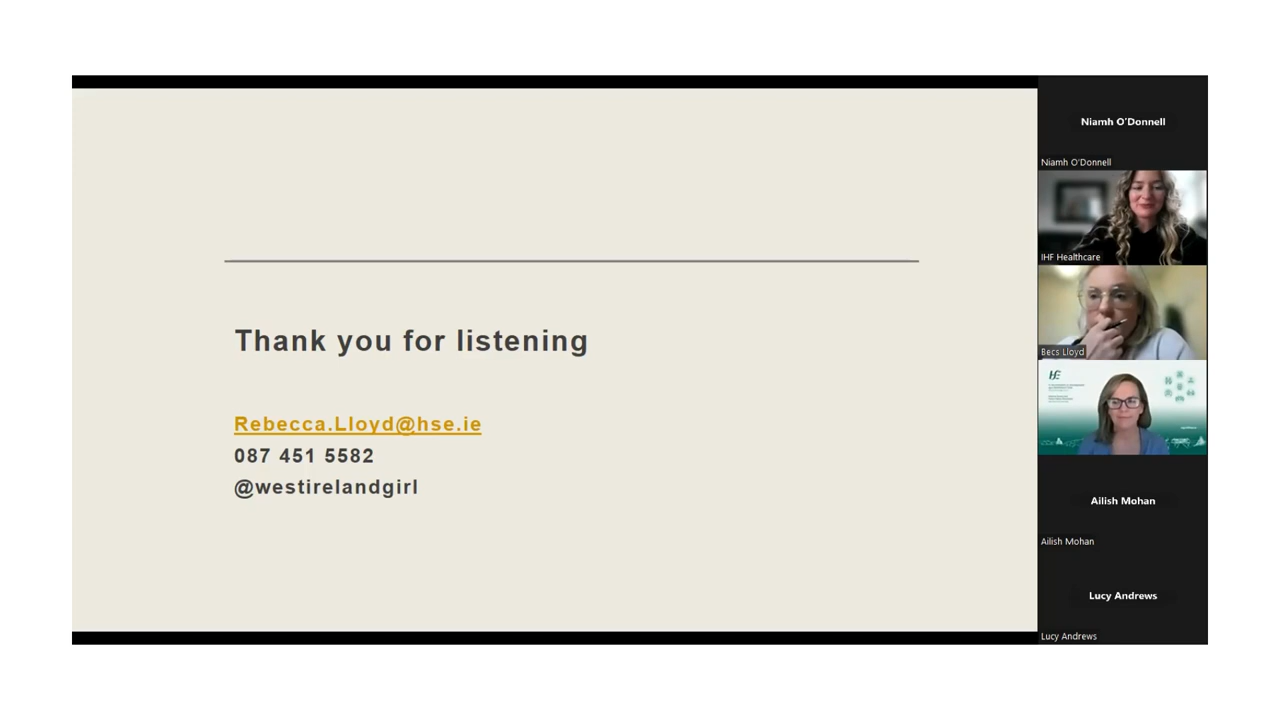 Thank you for listening
Rebecca.Lloyd@hse.ie
087 451 5582
@westirelandgirl
Niamh O'Donnell
Niamh O'Donnell
IHF Healthcare
Becs Lloyd
Ailish Mohan
Ailish Mohan
Lucy Andrews
Lucy Andrews